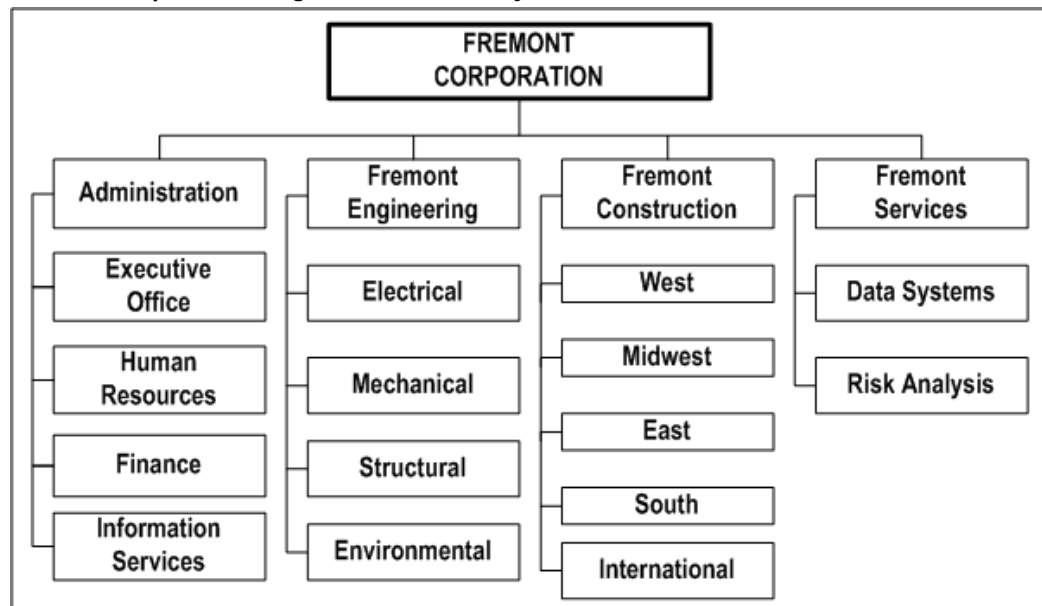 FREMONT
CORPORATION
Administration
Executive
Office
Human
Resources
Finance
Information
Services
Fremont
Engineering
Electrical
Mechanical
Structural
Environmental
Fremont
Construction
West
Midwest
East
South
International
Fremont
Services
Data Systems
Risk Analysis